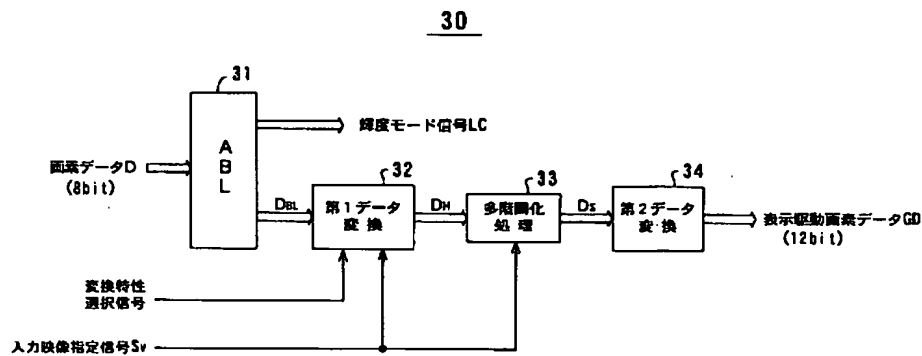 30
31
ABL
輝度モード信号LC
画素データD
(8bit)
DBL
32
第1データ
変換
DH
33
多階調化
処理
DS
34
第2データ
変換
表示駆動画素データGD
(12bit)
変換特性
選択信号
入力映像指定信号Sv